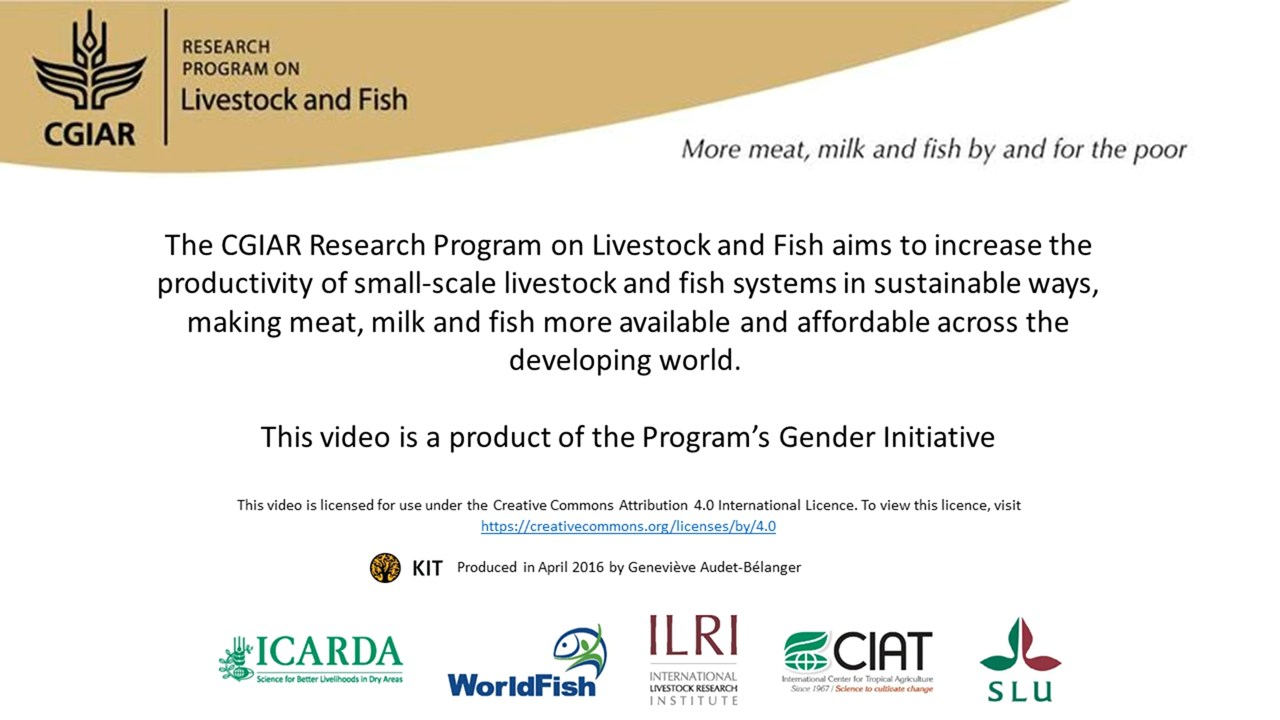 RESEARCH
PROGRAM ON
Livestock and Fish
CGIAR
More meat, milk and fish by and for the poor
The CGIAR Research Program on Livestock and Fish aims to increase the
productivity of small-scale livestock and fish systems in sustainable ways,
making meat, milk and fish more available and affordable across the
developing world.
This video is a product of the Program’s Gender Initiative
This video is licensed for use under the Creative Commons Attribution 4.0 International Licence. To view this licence, visit
https://creativecommons.org/licenses/by/4.0
KIT Produced in April 2016 by Geneviève Audet-Bélanger
ICARDA
Science for Better Livelihoods in Dry Areas
WorldFish
ILRI
INTERNATIONAL
LIVESTOCK RESEARCH
INSTITUTE
CIAT
International Center for Tropical Agriculture
Since 1967 / Science to cultivate change
SLU